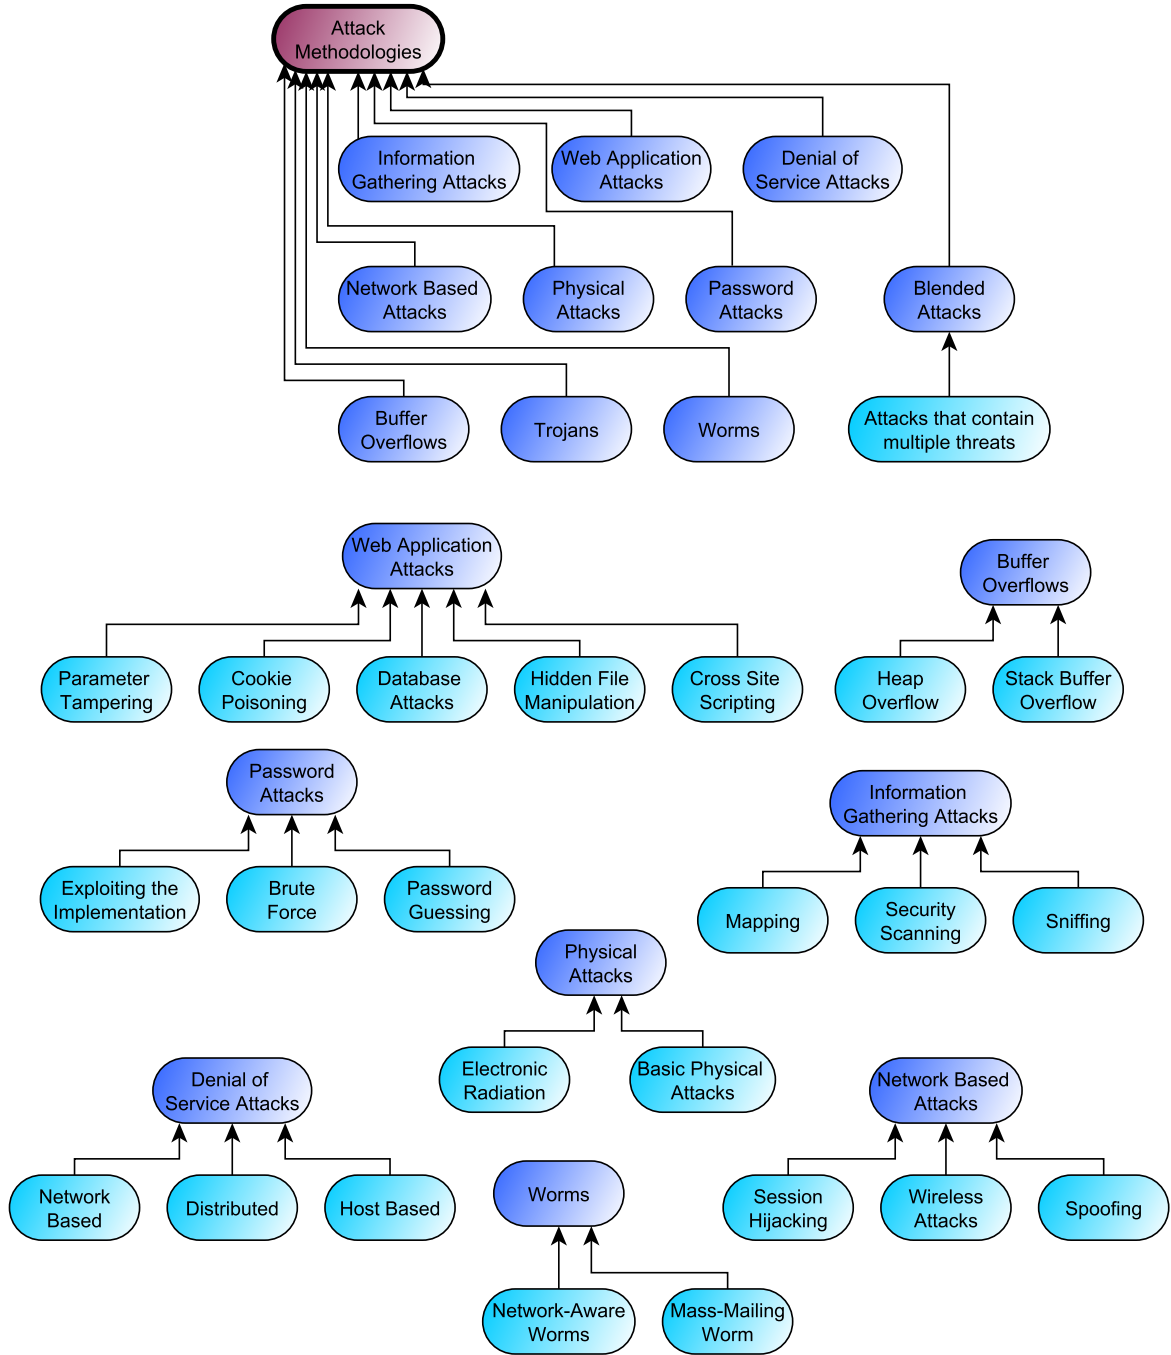 Attack
Methodologies
Information
Gathering Attacks
Web Application
Attacks
Denial of
Service Attacks
Network Based
Attacks
Physical
Attacks
Password
Attacks
Blended
Attacks
Buffer
Overflows
Trojans
Worms
Attacks that contain
multiple threats
Web Application
Attacks
Buffer
Overflows
Parameter
Tampering
Cookie
Poisoning
Database
Attacks
Hidden File
Manipulation
Cross Site
Scripting
Heap
Overflow
Stack Buffer
Overflow
Password
Attacks
Information
Gathering Attacks
Exploiting the
Implementation
Brute
Force
Password
Guessing
Mapping
Security
Scanning
Sniffing
Physical
Attacks
Electronic
Radiation
Basic Physical
Attacks
Denial of
Service Attacks
Network Based
Attacks
Network
Based
Distributed
Host Based
Worms
Session
Hijacking
Wireless
Attacks
Spoofing
Network-Aware
Worms
Mass-Mailing
Worm